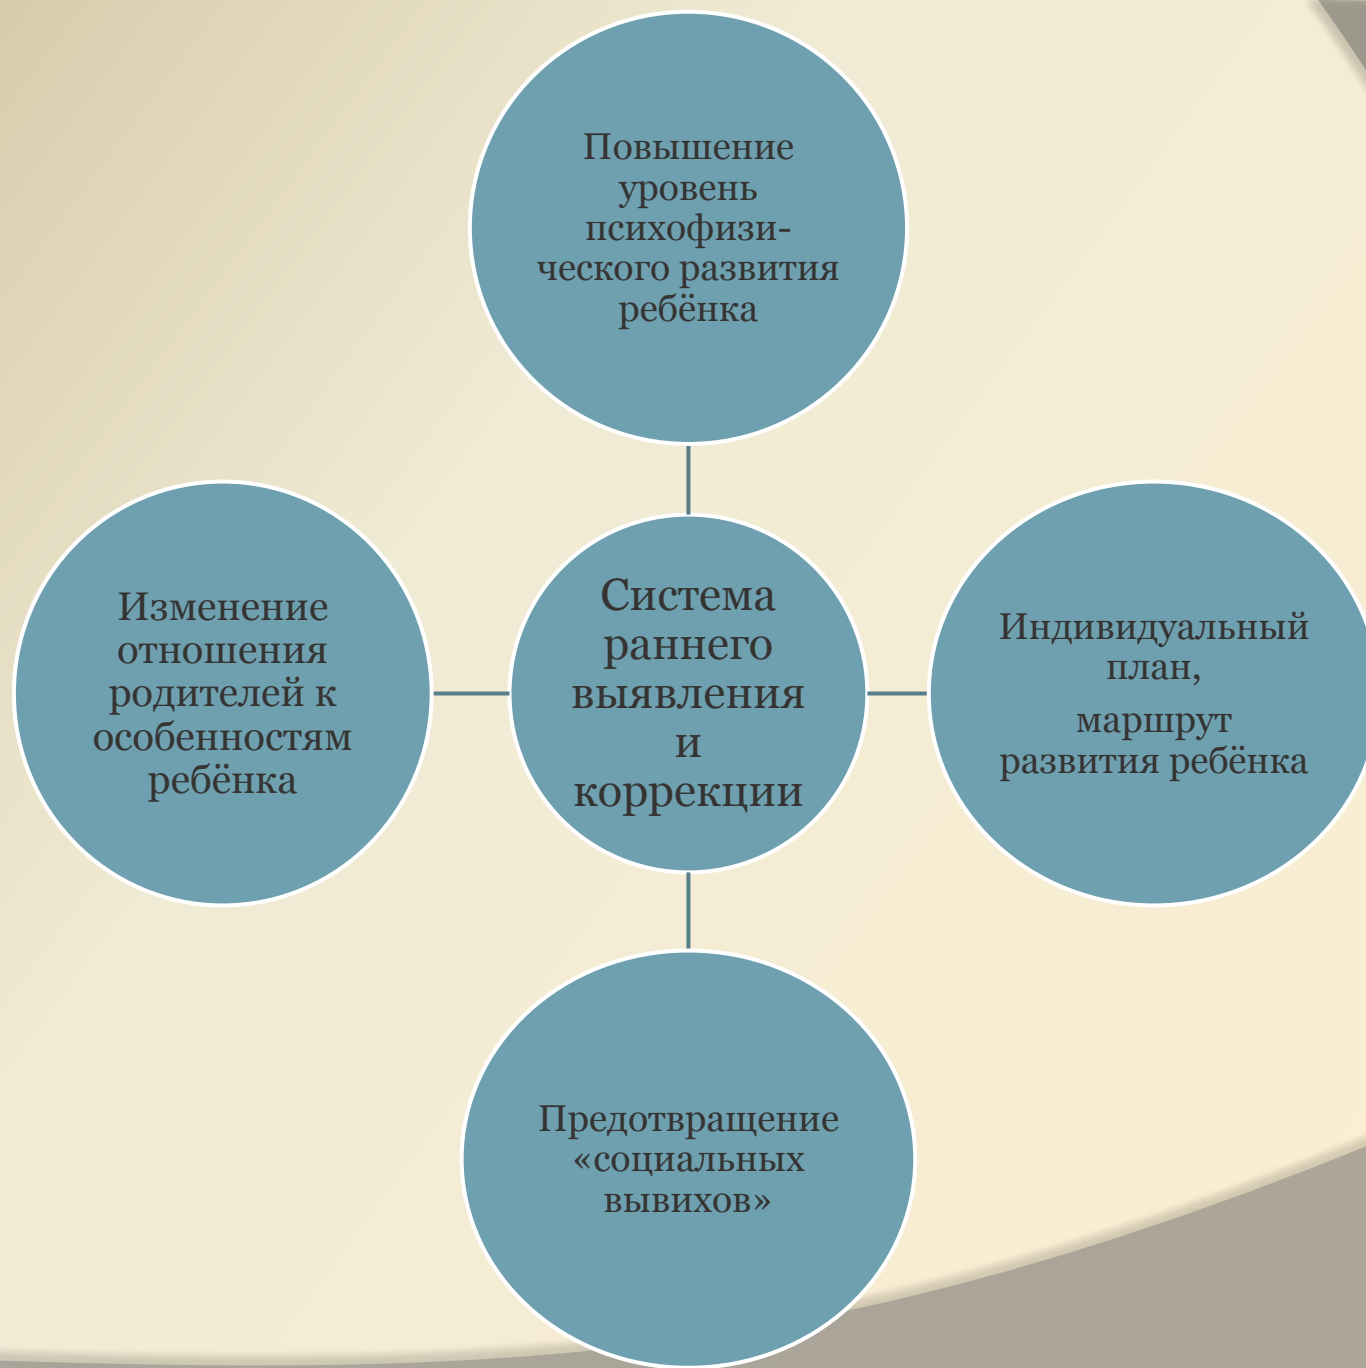 Повышение
уровень
психофизи-
ческого развития
ребёнка
Изменение
отношения
родителей к
особенностям
ребёнка
Система
раннего
выявления
и
коррекции
Индивидуальный
план,
маршрут
развития ребёнка
Предотвращение
«социальных
вывихов»